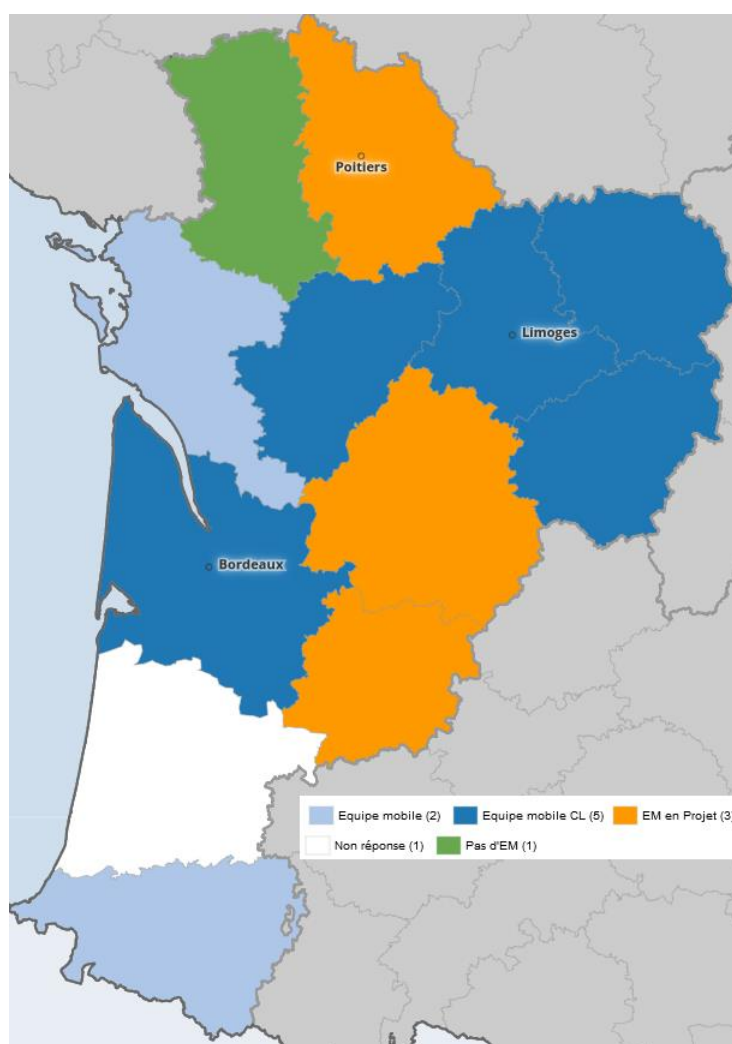 Poitiers
Limoges
Bordeaux
Equipe mobile (2) Equipe mobile CL (5) EM en Projet (3)
Non réponse (1) Pas d'EM (1)